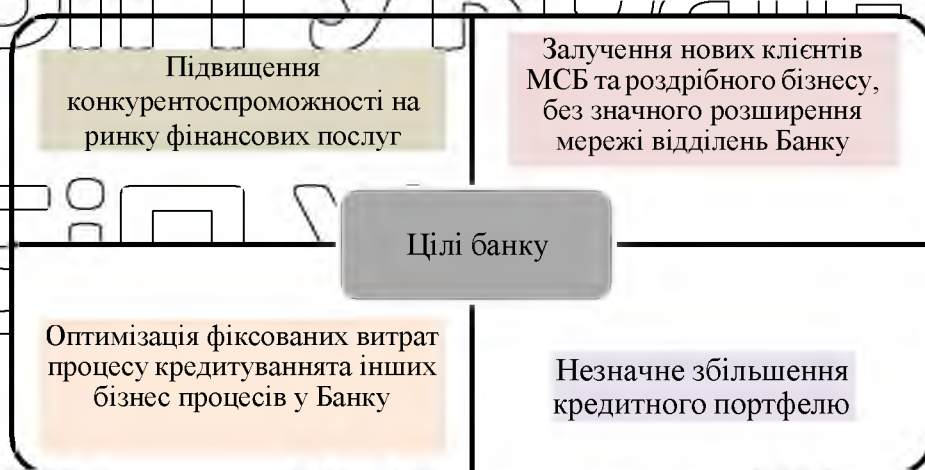 Підвищення
конкурентоспроможності на
ринку фінансових послуг
Залучення нових клієнтів
МСБ та роздрібного бізнесу,
без значного розширення
мережі відділень Банку
Цілі банку
Оптимізація фіксованих витрат
процесу кредитуваннята інших
бізнес процесів у Банку
Незначне збільшення
кредитного портфелю